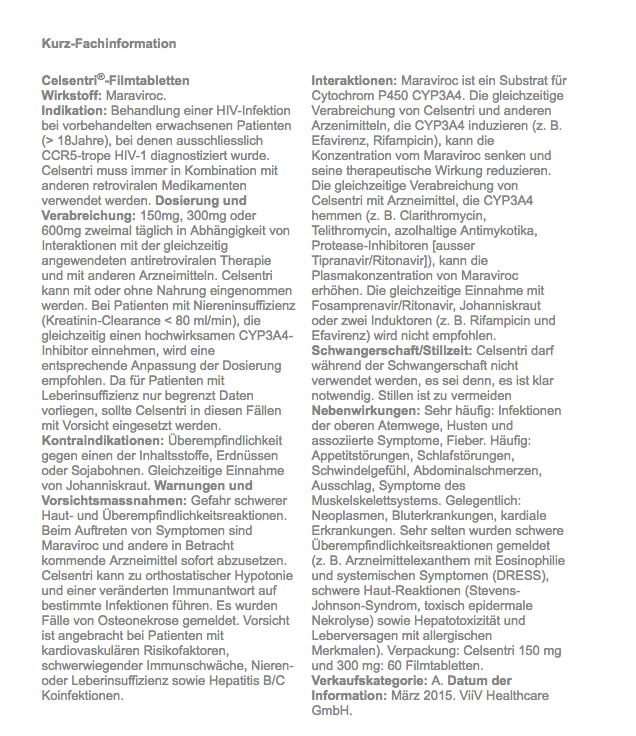 Kurz-Fachinformation
Celsentri®-Filmtabletten
Wirkstoff: Maraviroc.
Indikation: Behandlung einer HIV-Infektion
bei vorbehandelten erwachsenen Patienten
(> 18Jahre), bei denen ausschliesslich
CCR5-trope HIV-1 diagnostiziert wurde.
Celsentri muss immer in Kombination mit
anderen retroviralen Medikamenten
verwendet werden. Dosierung und
Verabreichung: 150mg, 300mg oder
600mg zweimal täglich in Abhängigkeit von
Interaktionen mit der gleichzeitig
angewendeten antiretroviralen Therapie
und mit anderen Arzneimitteln. Celsentri
kann mit oder ohne Nahrung eingenommen
werden. Bei Patienten mit Niereninsuffizienz
(Kreatinin-Clearance < 80 ml/min), die
gleichzeitig einen hochwirksamen CYP3A4-
Inhibitor einnehmen, wird eine
entsprechende Anpassung der Dosierung
empfohlen. Da für Patienten mit
Leberinsuffizienz nur begrenzt Daten
vorliegen, sollte Celsentri in diesen Fällen
mit Vorsicht eingesetzt werden.
Kontraindikationen: Überempfindlichkeit
gegen einen der Inhaltsstoffe, Erdnüssen
oder Sojabohnen. Gleichzeitige Einnahme
von Johanniskraut. Warnungen und
Vorsichtsmassnahmen: Gefahr schwerer
Haut- und Überempfindlichkeitsreaktionen.
Beim Auftreten von Symptomen sind
Maraviroc und andere in Betracht
kommende Arzneimittel sofort abzusetzen.
Celsentri kann zu orthostatischer Hypotonie
und einer veränderten Immunantwort auf
bestimmte Infektionen führen. Es wurden
Fälle von Osteonekrose gemeldet. Vorsicht
ist angebracht bei Patienten mit
kardiovaskulären Risikofaktoren,
schwerwiegender Immunschwäche, Nieren-
oder Leberinsuffizienz sowie Hepatitis B/C
Koinfektionen.
Interaktionen: Maraviroc ist ein Substrat für
Cytochrom P450 CYP3A4. Die gleichzeitige
Verabreichung von Celsentri und anderen
Arzenimitteln, die CYP3A4 induzieren (z. B.
Efavirenz, Rifampicin), kann die
Konzentration vom Maraviroc senken und
seine therapeutische Wirkung reduzieren.
Die gleichzeitige Verabreichung von
Celsentri mit Arzneimittel, die CYP3A4
hemmen (z. B. Clarithromycin,
Telithromycin, azolhaltige Antimykotika,
Protease-Inhibitoren [ausser
Tipranavir/Ritonavir]), kann die
Plasmakonzentration von Maraviroc
erhöhen. Die gleichzeitige Einnahme mit
Fosamprenavir/Ritonavir, Johanniskraut
oder zwei Induktoren (z. B. Rifampicin und
Efavirenz) wird nicht empfohlen.
Schwangerschaft/Stillzeit: Celsentri darf
während der Schwangerschaft nicht
verwendet werden, es sei denn, es ist klar
notwendig. Stillen ist zu vermeiden
Nebenwirkungen: Sehr häufig: Infektionen
der oberen Atemwege, Husten und
assoziierte Symptome, Fieber. Häufig:
Appetitstörungen, Schlafstörungen,
Schwindelgefühl, Abdominalschmerzen,
Ausschlag, Symptome des
Muskelskelettsystems. Gelegentlich:
Neoplasmen, Bluterkrankungen, kardiale
Erkrankungen. Sehr selten wurden schwere
Überempfindlichkeitsreaktionen gemeldet
(z. B. Arzneimittelexanthem mit Eosinophilie
und systemischen Symptomen (DRESS),
schwere Haut-Reaktionen (Stevens-
Johnson-Syndrom, toxisch epidermale
Nekrolyse) sowie Hepatotoxizität und
Leberversagen mit allergischen
Merkmalen). Verpackung: Celsentri 150 mg
und 300 mg: 60 Filmtabletten.
Verkaufskategorie: A. Datum der
Information: März 2015. ViiV Healthcare
GmbH.